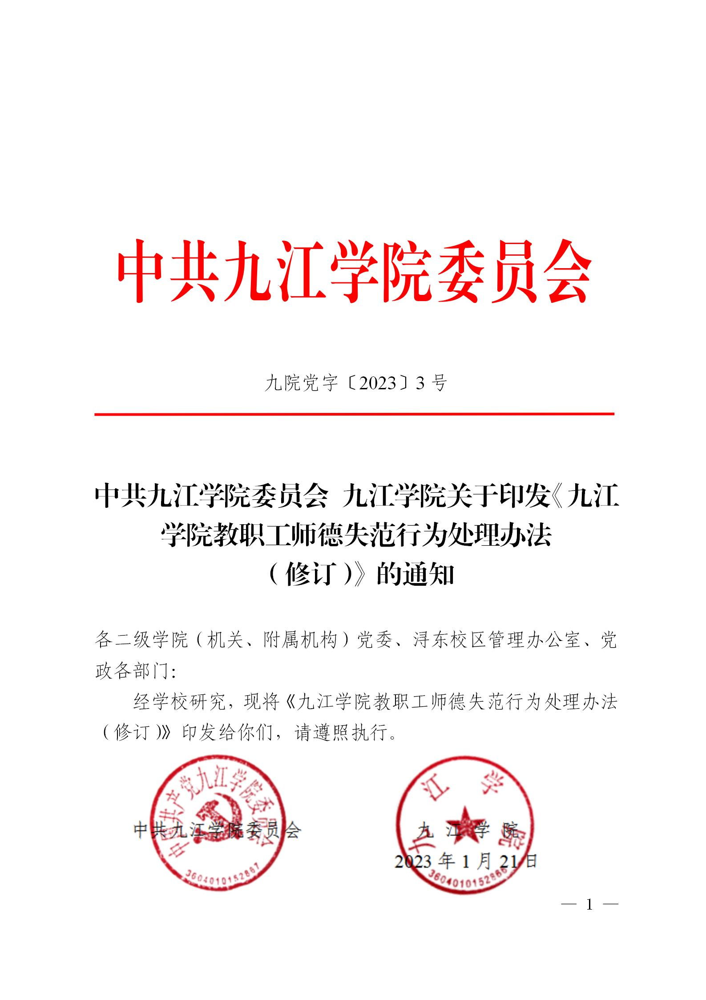 中共九江学院委员会
九院党字〔2023〕3 号
中共九江学院委员会 九江学院关于印发《九江
学院教职工师德失范行为处理办法
（修订）》的通知
各二级学院（机关、附属机构）党委、浔东校区管理办公室、党
政各部门：
经学校研究，现将《九江学院教职工师德失范行为处理办法
（修订）》印发给你们，请遵照执行。
中国共产党九江学院委员会
中共九江学院委员会
3604010152867
九江学院
九 江 学 院
2023 年 1 月 21 日
3604010152866
— 1 —